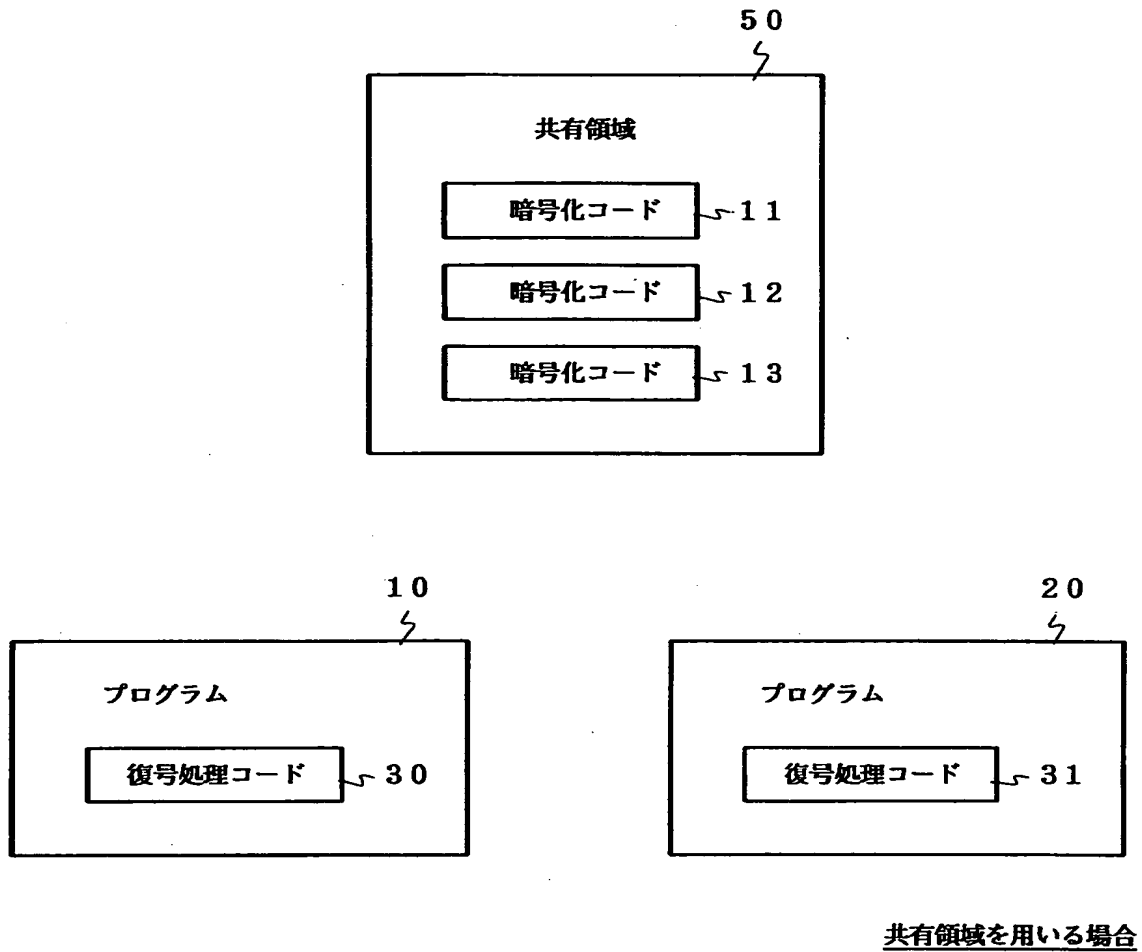 ５０
共有領域
暗号化コード １１
暗号化コード １２
暗号化コード １３
１０ ２０
プログラム プログラム
復号処理コード ３０ 復号処理コード ３１
共有領域を用いる場合